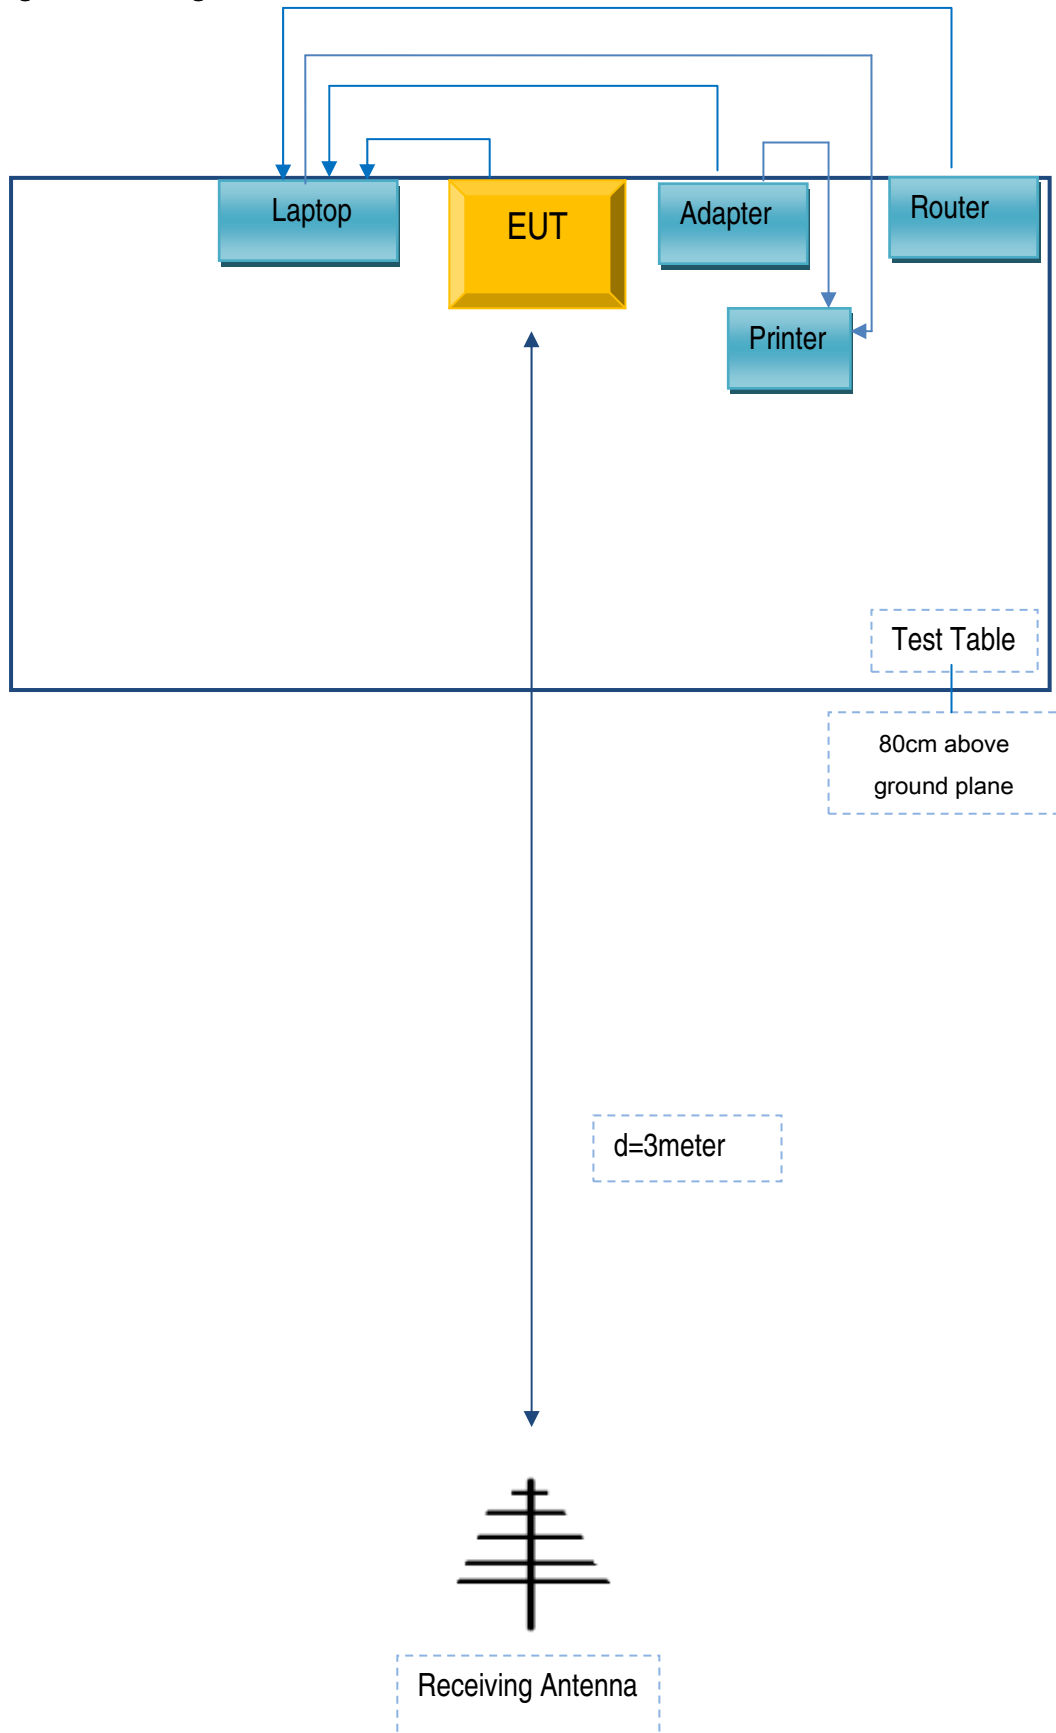 Laptop
EUT
Adapter
Router
Printer
Test Table
80cm above
ground plane
d=3meter
Receiving Antenna